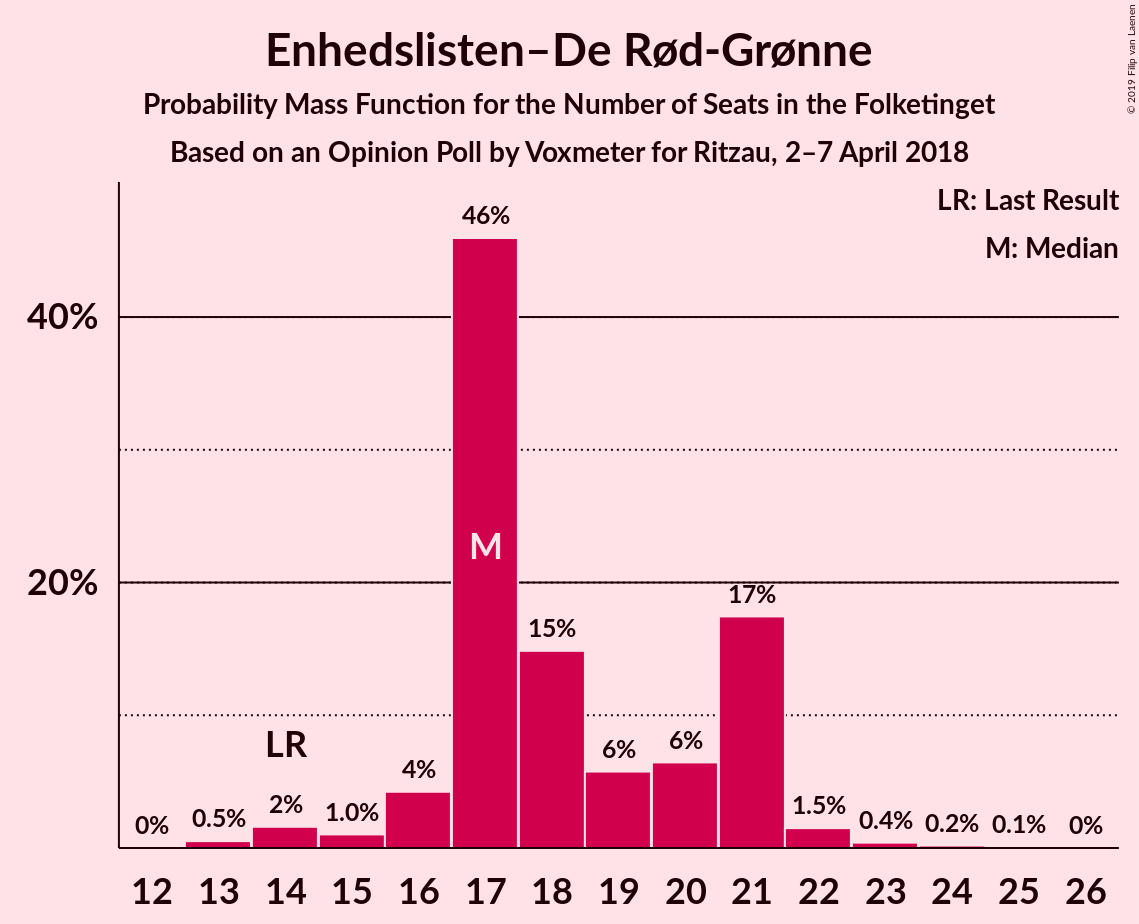 Enhedslisten–De Rød-Grønne
Probability Mass Function for the Number of Seats in the Folketinget
Based on an Opinion Poll by Voxmeter for Ritzau, 2–7 April 2018
© 2019 Filip van Laenen
LR: Last Result
M: Median
46%
40%
M
20%
17%
15%
LR
6%
6%
4%
2%
1.0%
0.5%
0%
1.5%
0.4%
0.2%
0.1%
0%
12 13 14 15 16 17 18 19 20 21 22 23 24 25 26